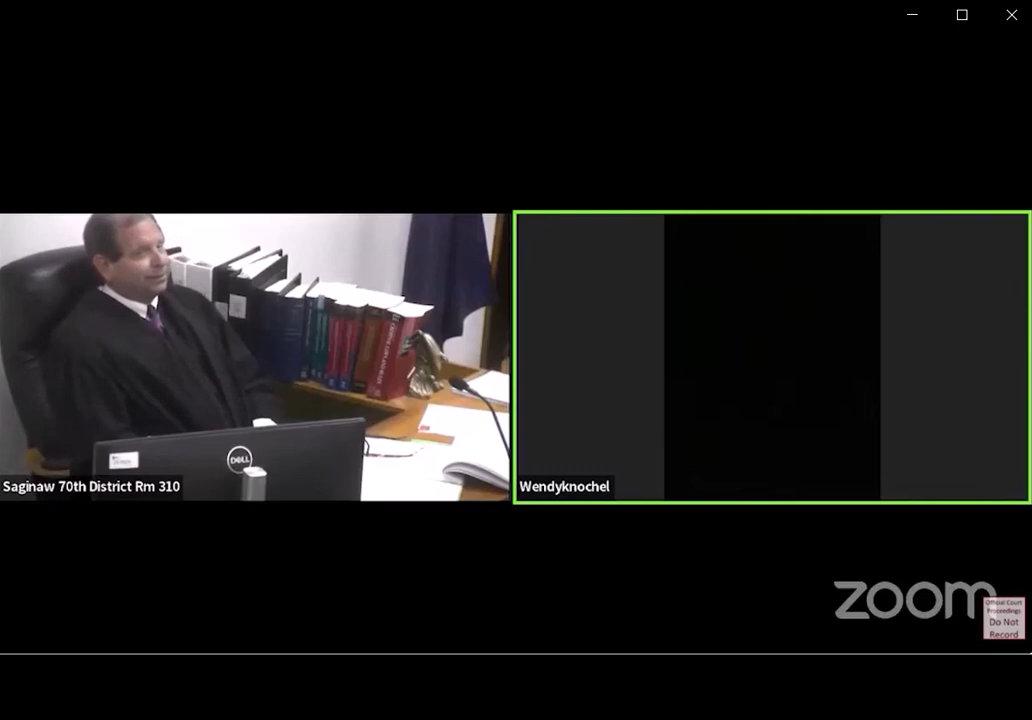 DELL
Saginaw 70th District Rm 310
Wendyknochel
zoom
Official Court
Proceedings
Do Not
Record